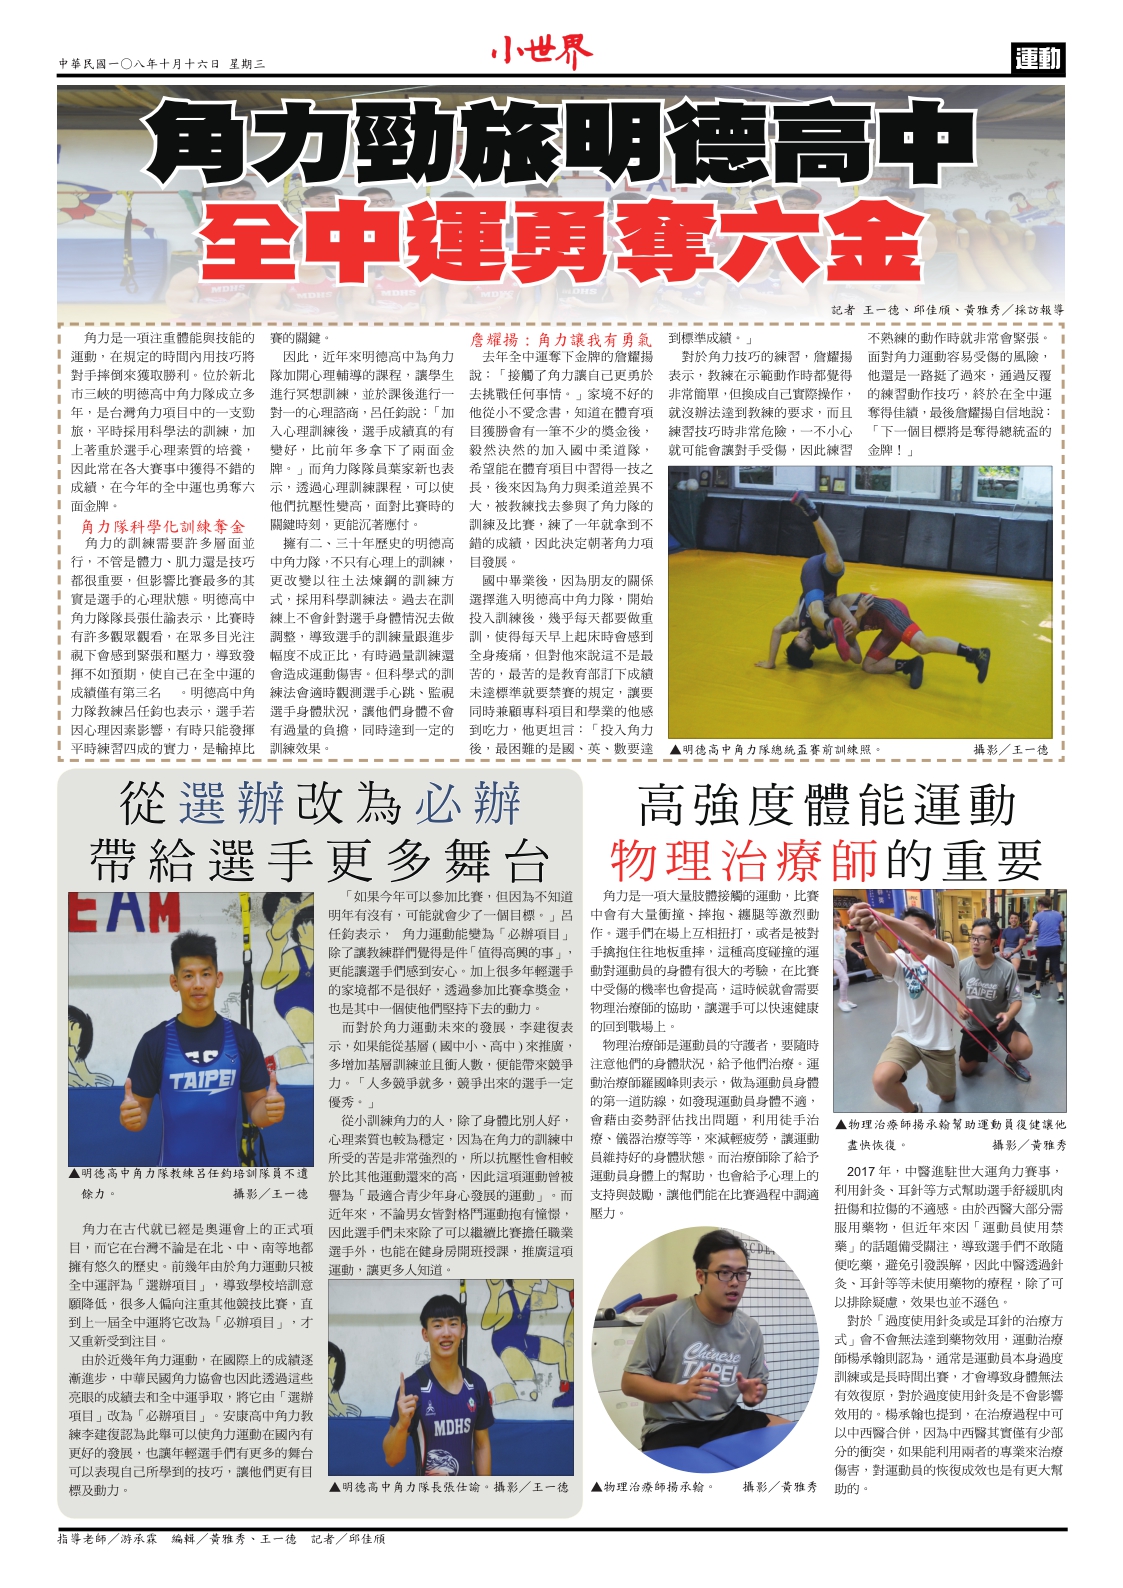 中華民國一〇八年十月十六日 星期三
小世界
運動
角力勁旅明德高中
全中運勇奪六金
記者 王一德、邱佳頎、黃雅秀／採訪報導
角力是一項注重體能與技能的
運動，在規定的時間內用技巧將
對手摔倒來獲取勝利。位於新北
市三峽的明德高中角力隊成立多
年，是台灣角力項目中的一支勁
旅，平時採用科學法的訓練，加
上著重於選手心理素質的培養，
因此常在各大賽事中獲得不錯的
成績，在今年的全中運也勇奪六
面金牌。
角力隊科學化訓練奪金
角力的訓練需要許多層面並
行，不管是體力、肌力還是技巧
都很重要，但影響比賽最多的其
實是選手的心理狀態。明德高中
角力隊隊長張仕諭表示，比賽時
有許多觀眾觀看，在眾多目光注
視下會感到緊張和壓力，導致發
揮不如預期，使自己在全中運的
成績僅有第三名　。明德高中角
力隊教練呂任鈞也表示，選手若
因心理因素影響，有時只能發揮
平時練習四成的實力，是輸掉比
賽的關鍵。
因此，近年來明德高中為角力
隊加開心理輔導的課程，讓學生
進行冥想訓練，並於課後進行一
對一的心理諮商，呂任鈞說：「加
入心理訓練後，選手成績真的有
變好，比前年多拿下了兩面金
牌。」而角力隊隊員葉家新也表
示，透過心理訓練課程，可以使
他們抗壓性變高，面對比賽時的
關鍵時刻，更能沉著應付。
擁有二、三十年歷史的明德高
中角力隊，不只有心理上的訓練，
更改變以往土法煉鋼的訓練方
式，採用科學訓練法。過去在訓
練上不會針對選手身體情況去做
調整，導致選手的訓練量跟進步
幅度不成正比，有時過量訓練還
會造成運動傷害。但科學式的訓
練法會適時觀測選手心跳、監視
選手身體狀況，讓他們身體不會
有過量的負擔，同時達到一定的
訓練效果。
詹耀揚：角力讓我有勇氣
去年全中運奪下金牌的詹耀揚
說：「接觸了角力讓自己更勇於
去挑戰任何事情。」家境不好的
他從小不愛念書，知道在體育項
目獲勝會有一筆不少的獎金後，
毅然決然的加入國中柔道隊，
希望能在體育項目中習得一技之
長，後來因為角力與柔道差異不
大，被教練找去參與了角力隊的
訓練及比賽，練了一年就拿到不
錯的成績，因此決定朝著角力項
目發展。
國中畢業後，因為朋友的關係
選擇進入明德高中角力隊，開始
投入訓練後，幾乎每天都要做重
訓，使得每天早上起床時會感到
全身痠痛，但對他來說這不是最
苦的，最苦的是教育部訂下成績
未達標準就要禁賽的規定，讓要
同時兼顧專科項目和學業的他感
到吃力，他更坦言：「投入角力
後，最困難的是國、英、數要達
到標準成績。」
對於角力技巧的練習，詹耀揚
表示，教練在示範動作時都覺得
非常簡單，但換成自己實際操作，
就沒辦法達到教練的要求，而且
練習技巧時非常危險，一不小心
就可能會讓對手受傷，因此練習
不熟練的動作時就非常會緊張。
面對角力運動容易受傷的風險，
他還是一路挺了過來，通過反覆
的練習動作技巧，終於在全中運
奪得佳績，最後詹耀揚自信地說：
「下一個目標將是奪得總統盃的
金牌！」
▲明德高中角力隊總統盃賽前訓練照。　攝影／王一德
從選辦改為必辦
帶給選手更多舞台
TEAM
TAIPEI
▲明德高中角力隊教練呂任鈞培訓隊員不遺
餘力。　攝影／王一德
角力在古代就已經是奧運會上的正式項
目，而它在台灣不論是在北、中、南等地都
擁有悠久的歷史。前幾年由於角力運動只被
全中運評為「選辦項目」，導致學校培訓意
願降低，很多人偏向注重其他競技比賽，直
到上一屆全中運將它改為「必辦項目」，才
又重新受到注目。
由於近幾年角力運動，在國際上的成績逐
漸進步，中華民國角力協會也因此透過這些
亮眼的成績去和全中運爭取，將它由「選辦
項目」改為「必辦項目」。安康高中角力教
練李建復認為此舉可以使角力運動在國內有
更好的發展，也讓年輕選手們有更多的舞台
可以表現自己所學到的技巧，讓他們更有目
標及動力。
「如果今年可以參加比賽，但因為不知道
明年有沒有，可能就會少了一個目標。」呂
任鈞表示，　角力運動能變為「必辦項目」
除了讓教練群們覺得是件「值得高興的事」，
更能讓選手們感到安心。加上很多年輕選手
的家境都不是很好，透過參加比賽拿獎金，
也是其中一個使他們堅持下去的動力。
而對於角力運動未來的發展，李建復表
示，如果能從基層 ( 國中小、高中 ) 來推廣，
多增加基層訓練並且衝人數，便能帶來競爭
力。「人多競爭就多，競爭出來的選手一定
優秀。」
從小訓練角力的人，除了身體比別人好，
心理素質也較為穩定，因為在角力的訓練中
所受的苦是非常強烈的，所以抗壓性會相較
於比其他運動還來的高，因此這項運動曾被
譽為「最適合青少年身心發展的運動」。而
近年來，不論男女皆對格鬥運動抱有憧憬，
因此選手們未來除了可以繼續比賽擔任職業
選手外，也能在健身房開班授課，推廣這項
運動，讓更多人知道。
MDHS
▲明德高中角力隊長張仕諭。攝影／王一德
高強度體能運動
物理治療師的重要
角力是一項大量肢體接觸的運動，比賽
中會有大量衝撞、摔抱、纏腿等激烈動
作。選手們在場上互相扭打，或者是被對
手擒抱住往地板重摔，這種高度碰撞的運
動對運動員的身體有很大的考驗，在比賽
中受傷的機率也會提高，這時候就會需要
物理治療師的協助，讓選手可以快速健康
的回到戰場上。
物理治療師是運動員的守護者，要隨時
注意他們的身體狀況，給予他們治療。運
動治療師羅國峰則表示，做為運動員身體
的第一道防線，如發現運動員身體不適，
會藉由姿勢評估找出問題，利用徒手治
療、儀器治療等等，來減輕疲勞，讓運動
員維持好的身體狀態。而治療師除了給予
運動員身體上的幫助，也會給予心理上的
支持與鼓勵，讓他們能在比賽過程中調適
壓力。
Chinese
TAIPEI
▲物理治療師揚承翰。　攝影／黃雅秀
Chinese
TAIPEI
▲物理治療師揚承翰幫助運動員復健讓他
盡快恢復。　攝影／黃雅秀
2017 年，中醫進駐世大運角力賽事，
利用針灸、耳針等方式幫助選手舒緩肌肉
扭傷和拉傷的不適感。由於西醫大部分需
服用藥物，但近年來因「運動員使用禁
藥」的話題備受關注，導致選手們不敢隨
便吃藥，避免引發誤解，因此中醫透過針
灸、耳針等等未使用藥物的療程，除了可
以排除疑慮，效果也並不遜色。
對於「過度使用針灸或是耳針的治療方
式」會不會無法達到藥物效用，運動治療
師楊承翰則認為，通常是運動員本身過度
訓練或是長時間出賽，才會導致身體無法
有效復原，對於過度使用針灸是不會影響
效用的。楊承翰也提到，在治療過程中可
以中西醫合併，因為中西醫其實僅有少部
分的衝突，如果能利用兩者的專業來治療
傷害，對運動員的恢復成效也是有更大幫
助的。
指導老師／游承霖　編輯／黃雅秀、王一德　記者／邱佳頎